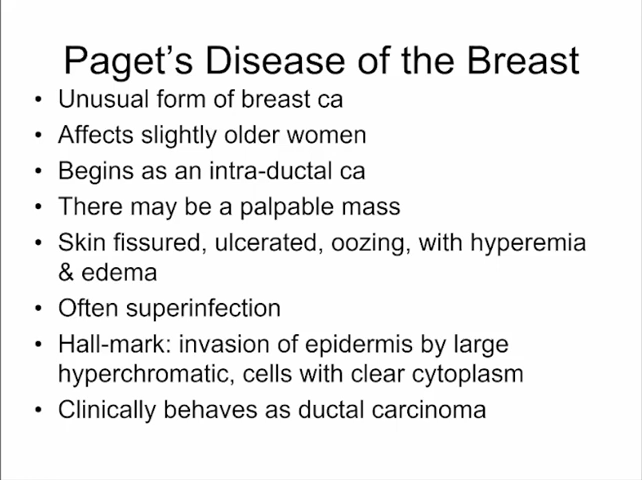 Paget's Disease of the Breast
• Unusual form of breast ca
• Affects slightly older women
• Begins as an intra-ductal ca
• There may be a palpable mass
• Skin fissured, ulcerated, oozing, with hyperemia
& edema
• Often superinfection
• Hall-mark: invasion of epidermis by large
hyperchromatic, cells with clear cytoplasm
• Clinically behaves as ductal carcinoma